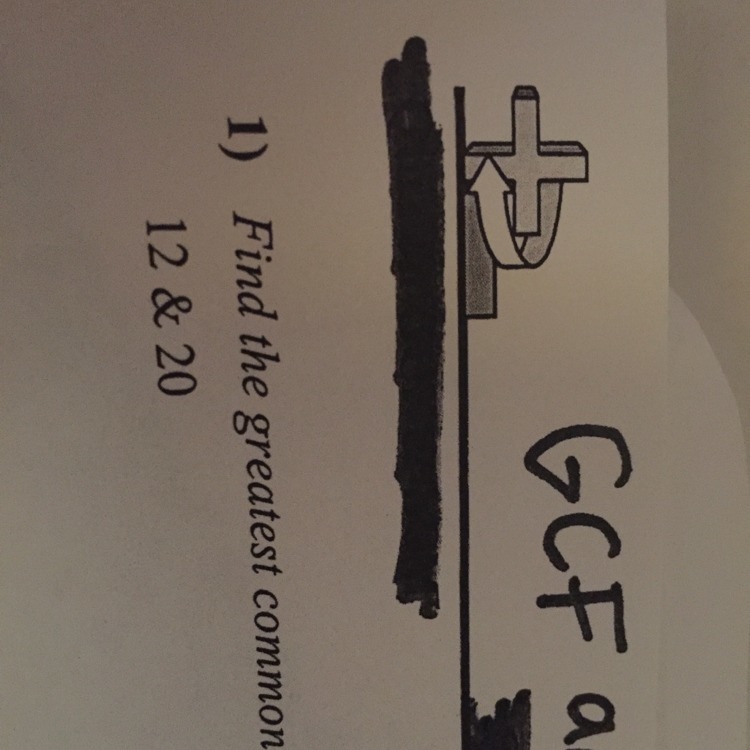 GCF
1) Find the greatest common
12 & 20